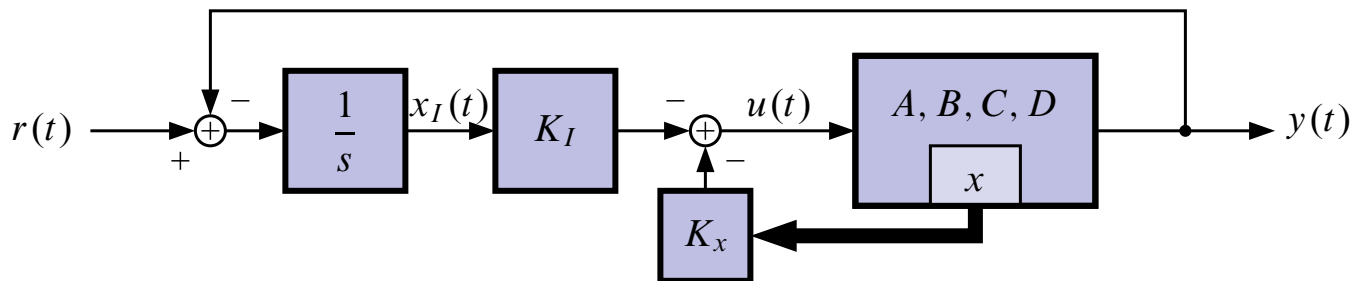 r(t)
+
−
+
1
s
x_I(t)
K_I
−
+
−
u(t)
A, B, C, D
x
y(t)
K_x